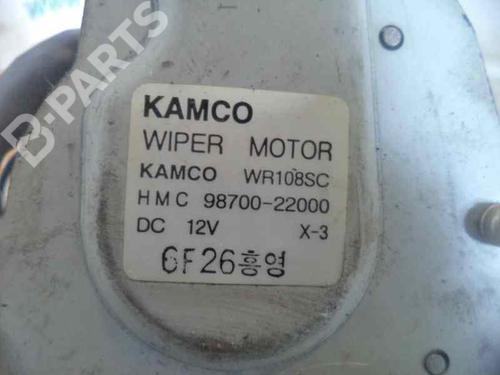 B-PARTS
KAMCO
WIPER MOTOR
KAMCO WR108SC
HMC 98700-22000
DC 12V X-3
6F26흥영